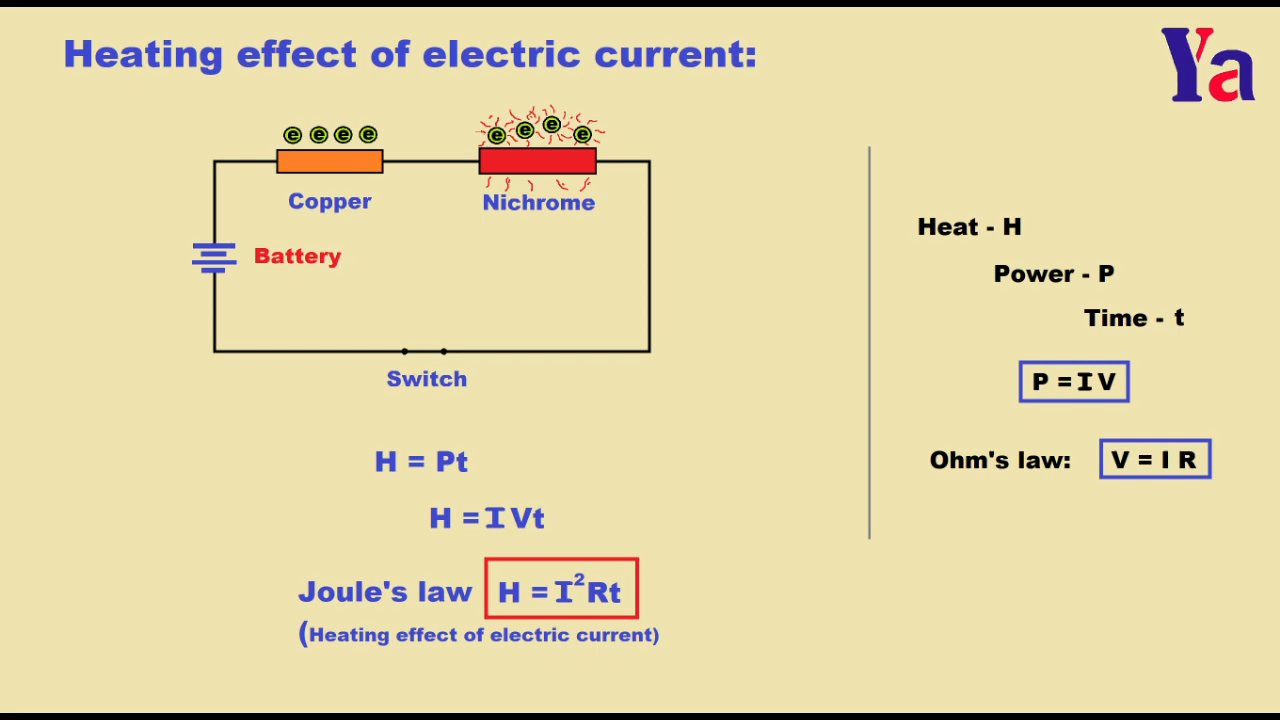 Heating effect of electric current:
Ya
e e e e
e e e e
Copper
Nichrome
Battery
Switch
H = Pt
H = I Vt
Joule's law H = I²Rt
(Heating effect of electric current)
Heat - H
Power - P
Time - t
P = I V
Ohm's law: V = I R